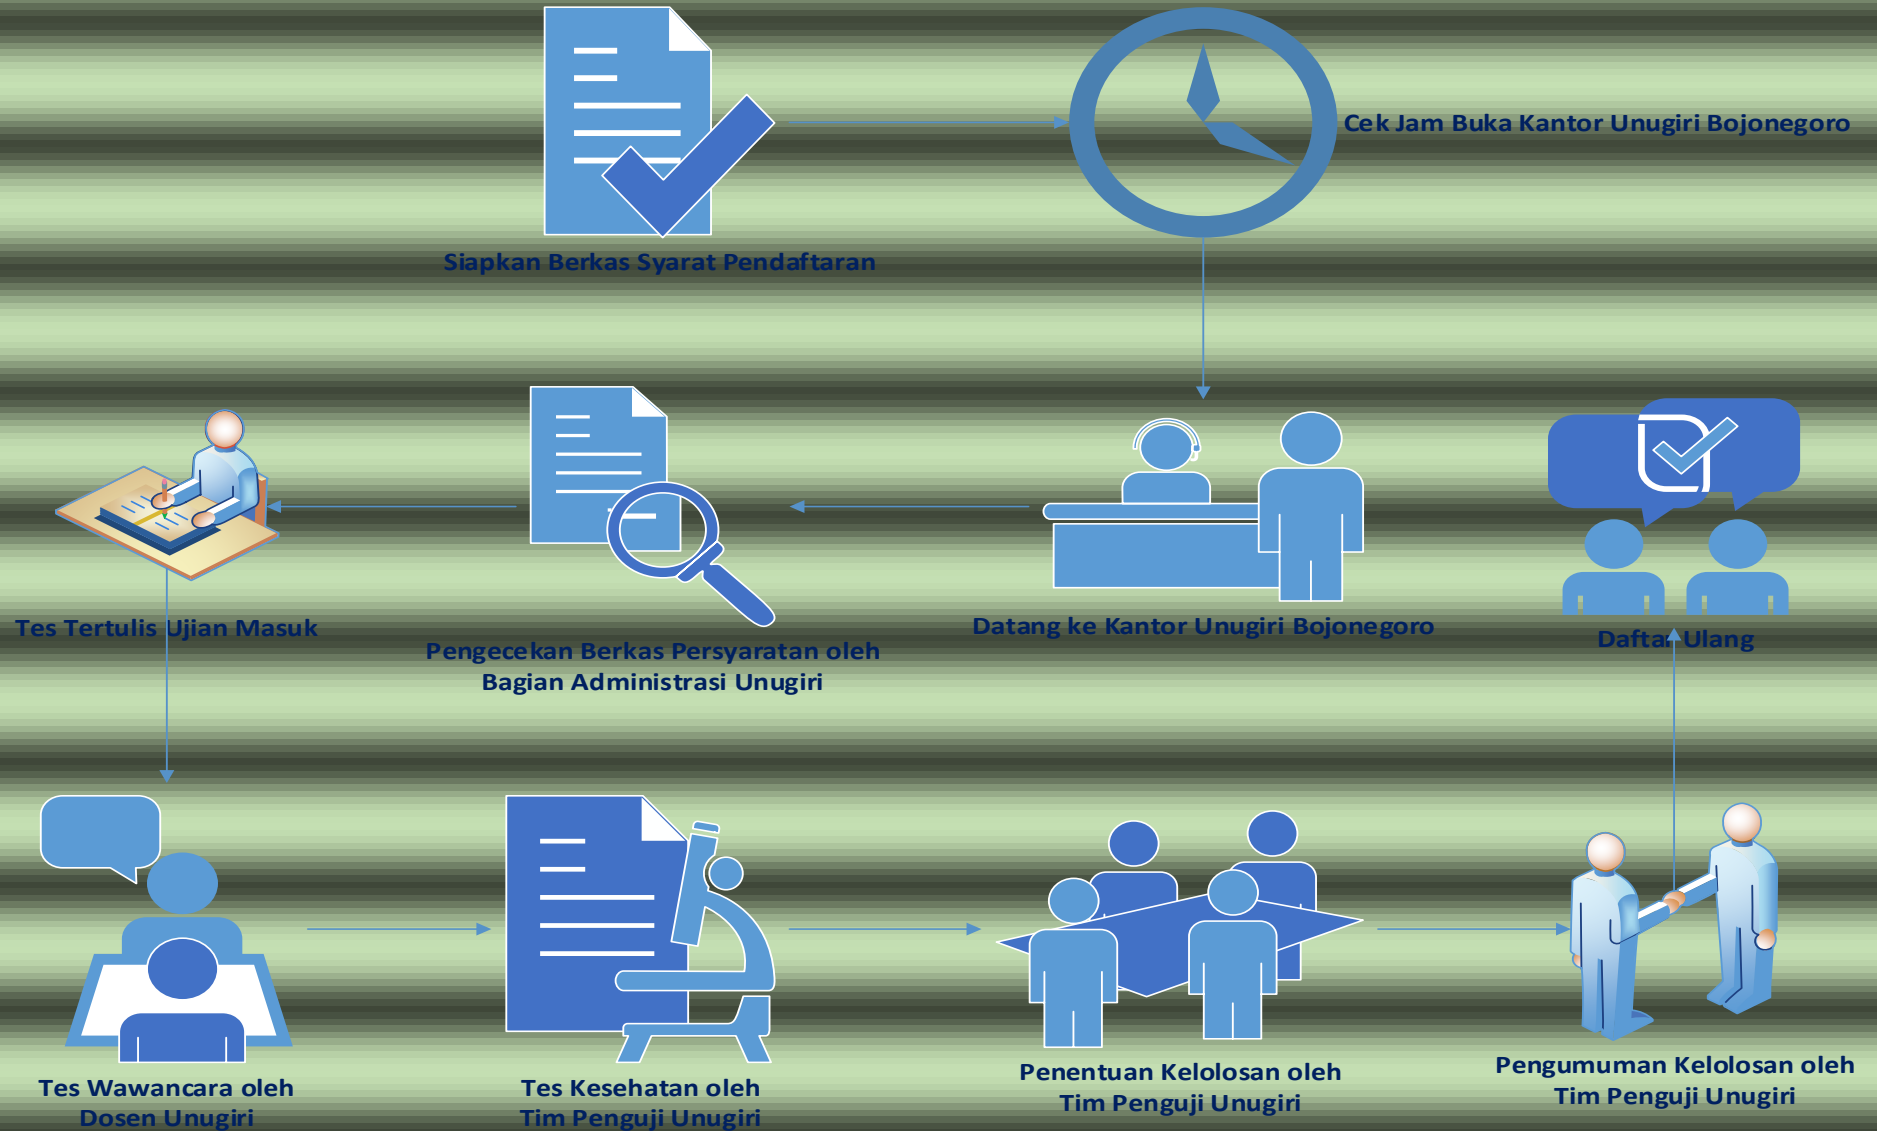 Cek Jam Buka Kantor Unugiri Bojonegoro
Siapkan Berkas Syarat Pendaftaran
Tes Tertulis Ujian Masuk
Pengecekan Berkas Persyaratan oleh
Bagian Administrasi Unugiri
Datang ke Kantor Unugiri Bojonegoro
Daftar Ulang
Tes Wawancara oleh
Dosen Unugiri
Tes Kesehatan oleh
Tim Penguji Unugiri
Penentuan Kelolosan oleh
Tim Penguji Unugiri
Pengumuman Kelolosan oleh
Tim Penguji Unugiri